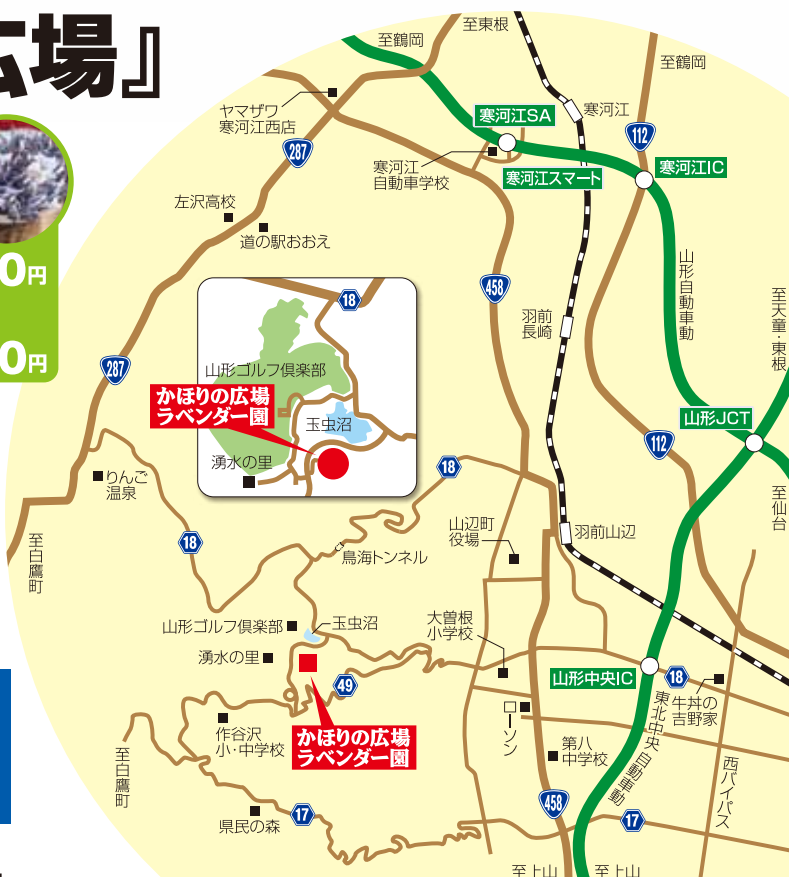 広場』
0円
0円
至鶴岡
至東根
至鶴岡
ヤマザワ
寒河江西店
寒河江SA
寒河江
112
287
寒河江
自動車学校
寒河江スマート
寒河江IC
左沢高校
道の駅おおえ
山形自動車動
458
18
羽前
長崎
至天童・東根
山形ゴルフ倶楽部
287
かほりの広場
ラベンダー園
玉虫沼
山形JCT
112
湧水の里
18
りんご
温泉
至仙台
山辺町
役場
羽前山辺
18
至白鷹町
鳥海トンネル
山形ゴルフ倶楽部
玉虫沼
大曽根
小学校
湧水の里
49
山形中央IC
18
牛丼の
吉野家
ローソン
東北中央自動車動
作谷沢
小・中学校
かほりの広場
ラベンダー園
第八
中学校
至白鷹町
西バイパス
県民の森
17
458
17
至上山
至上山